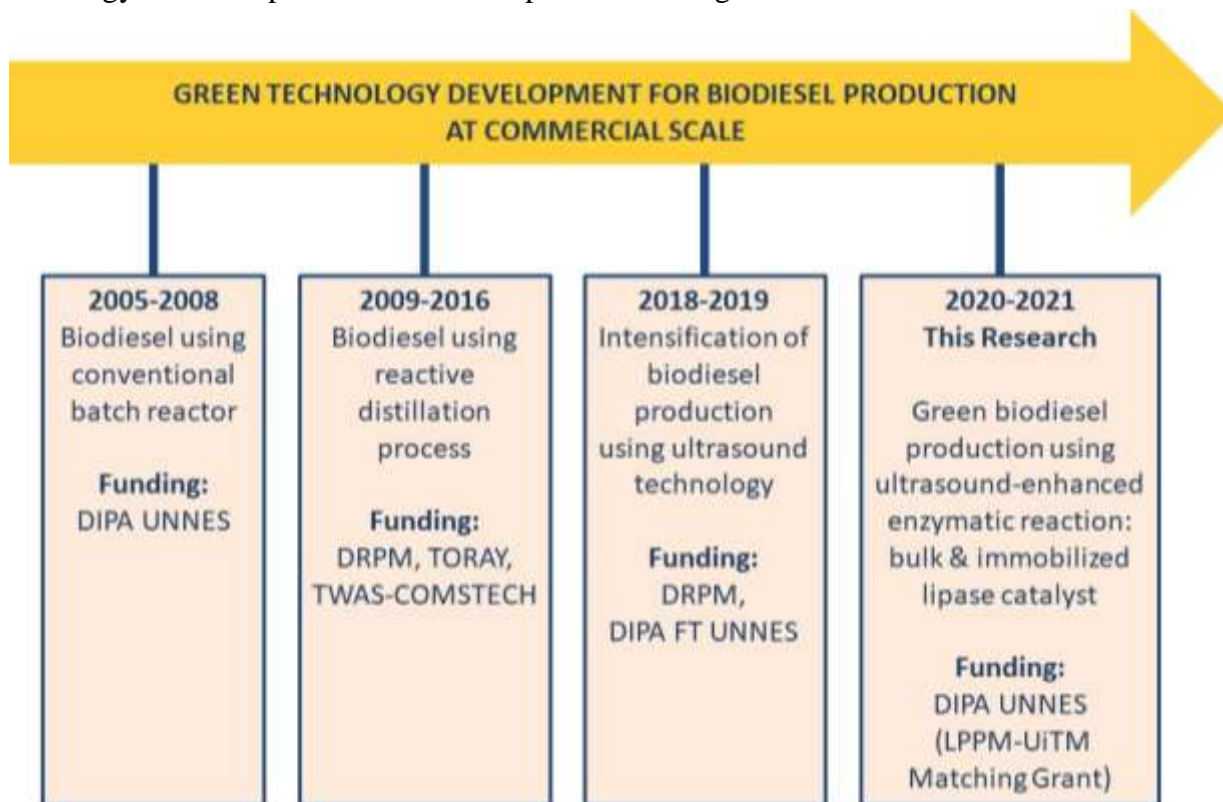 GREEN TECHNOLOGY DEVELOPMENT FOR BIODIESEL PRODUCTION
AT COMMERCIAL SCALE
2005-2008
Biodiesel using
conventional
batch reactor
Funding:
DIPA UNNES
2009-2016
Biodiesel using
reactive
distillation
process
Funding:
DRPM, TORAY,
TWAS-COMSTECH
2018-2019
Intensification of
biodiesel
production
using ultrasound
technology
Funding:
DRPM,
DIPA FT UNNES
2020-2021
This Research
Green biodiesel
production using
ultrasound-enhanced
enzymatic reaction:
bulk & immobilized
lipase catalyst
Funding:
DIPA UNNES
(LPPM-UiTM
Matching Grant)